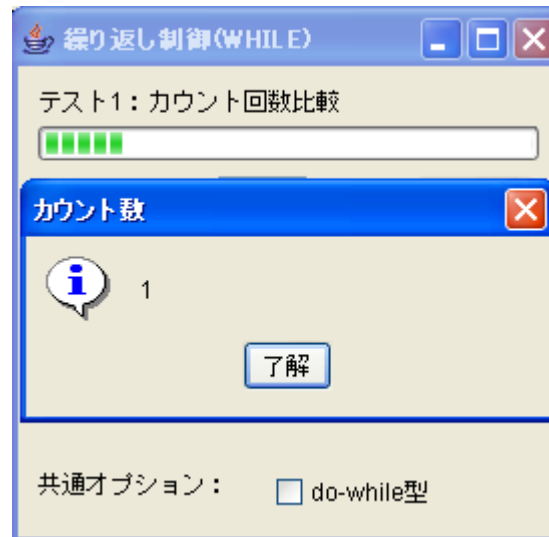 繰り返し制御(WHILE)
テスト1：カウント回数比較
カウント数
1
了解
共通オプション：
do-while型